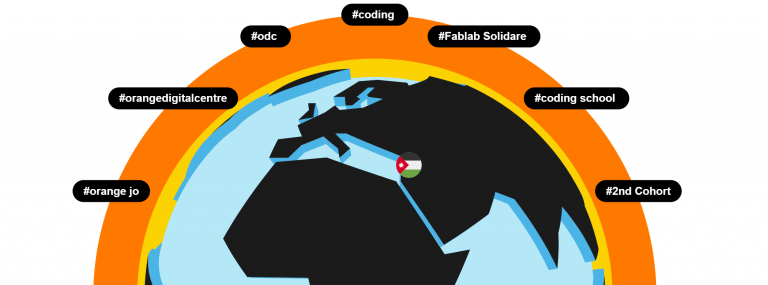 #coding
#odc
#Fablab Solidare
#orangedigitalcentre
#coding school
#orange jo
#2nd Cohort